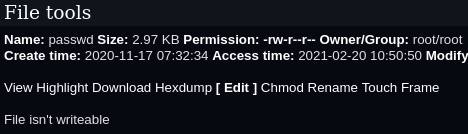 File tools
Name: passwd Size: 2.97 KB Permission: -rw-r--r-- Owner/Group: root/root
Create time: 2020-11-17 07:32:34 Access time: 2021-02-20 10:50:50 Modify
View Highlight Download Hexdump [ Edit ] Chmod Rename Touch Frame
File isn't writeable